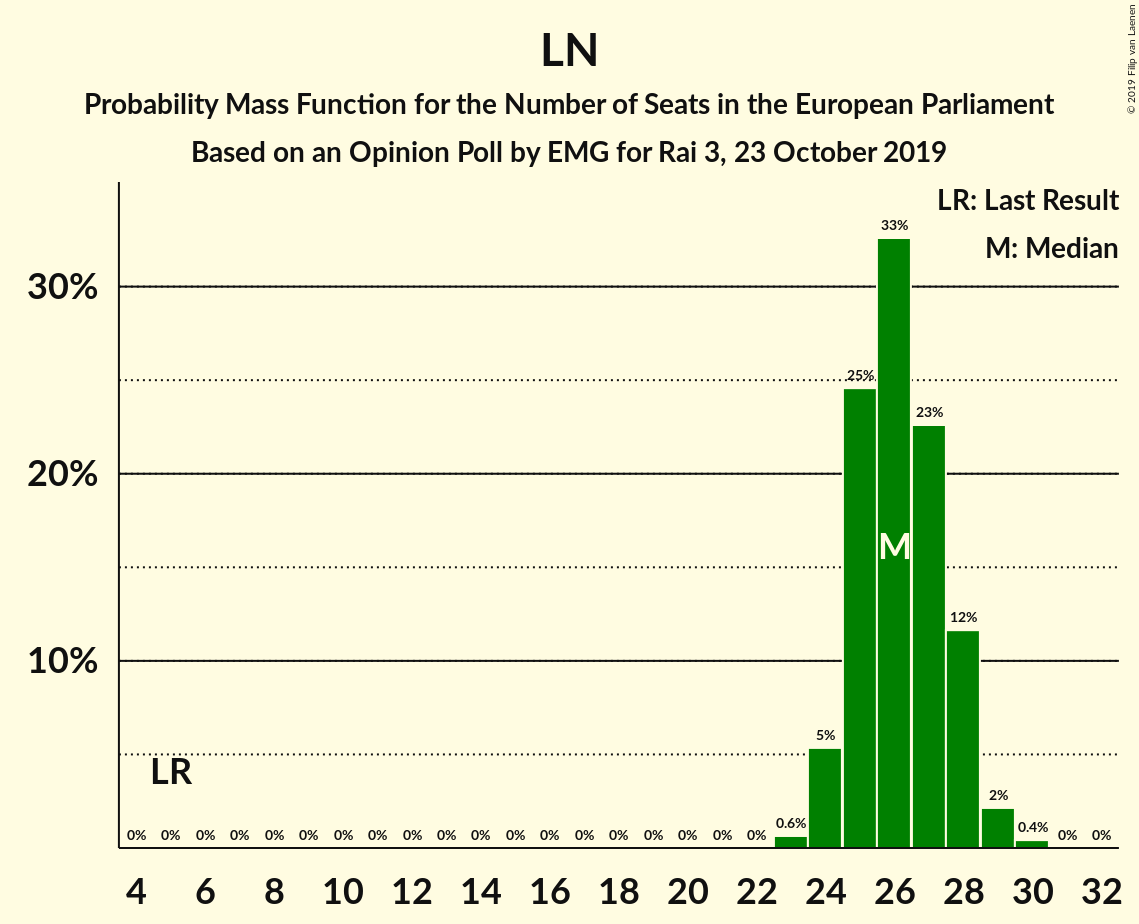 LN
Probability Mass Function for the Number of Seats in the European Parliament
Based on an Opinion Poll by EMG for Rai 3, 23 October 2019
© 2019 Filip van Laenen
LR: Last Result
M: Median
30%
20%
10%
33%
25%
23%
M
12%
5%
LR
2%
0% 0% 0% 0% 0% 0% 0% 0% 0% 0% 0% 0% 0% 0% 0% 0% 0% 0% 0% 0.6% 0.4% 0% 0%
4 6 8 10 12 14 16 18 20 22 24 26 28 30 32